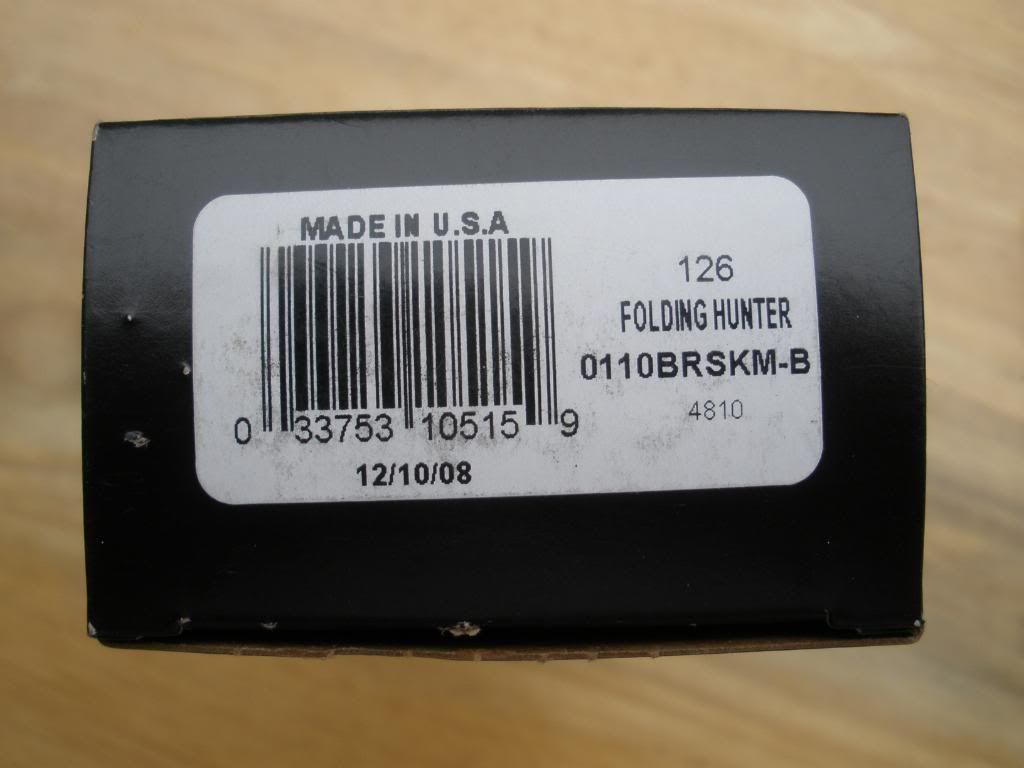 MADE IN U.S.A
0 33753 10515 9
12/10/08
126
FOLDING HUNTER
0110BRSKM-B
4810